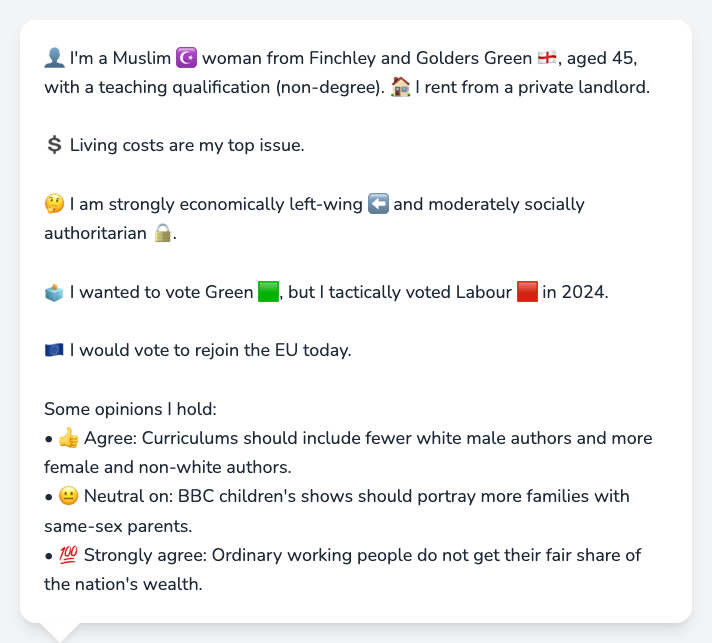 👤 I'm a Muslim ☪️ woman from Finchley and Golders Green 🏴󠁧󠁢󠁥󠁮󠁧󠁿, aged 45,
with a teaching qualification (non-degree). 🏠 I rent from a private landlord.
💲 Living costs are my top issue.
🤔 I am strongly economically left-wing ⬅️ and moderately socially
authoritarian 🔒.
🗳️ I wanted to vote Green 🟩, but I tactically voted Labour 🟥 in 2024.
🇪🇺 I would vote to rejoin the EU today.
Some opinions I hold:
• 👍 Agree: Curriculums should include fewer white male authors and more
female and non-white authors.
• 😐 Neutral on: BBC children's shows should portray more families with
same-sex parents.
• 💯 Strongly agree: Ordinary working people do not get their fair share of
the nation's wealth.